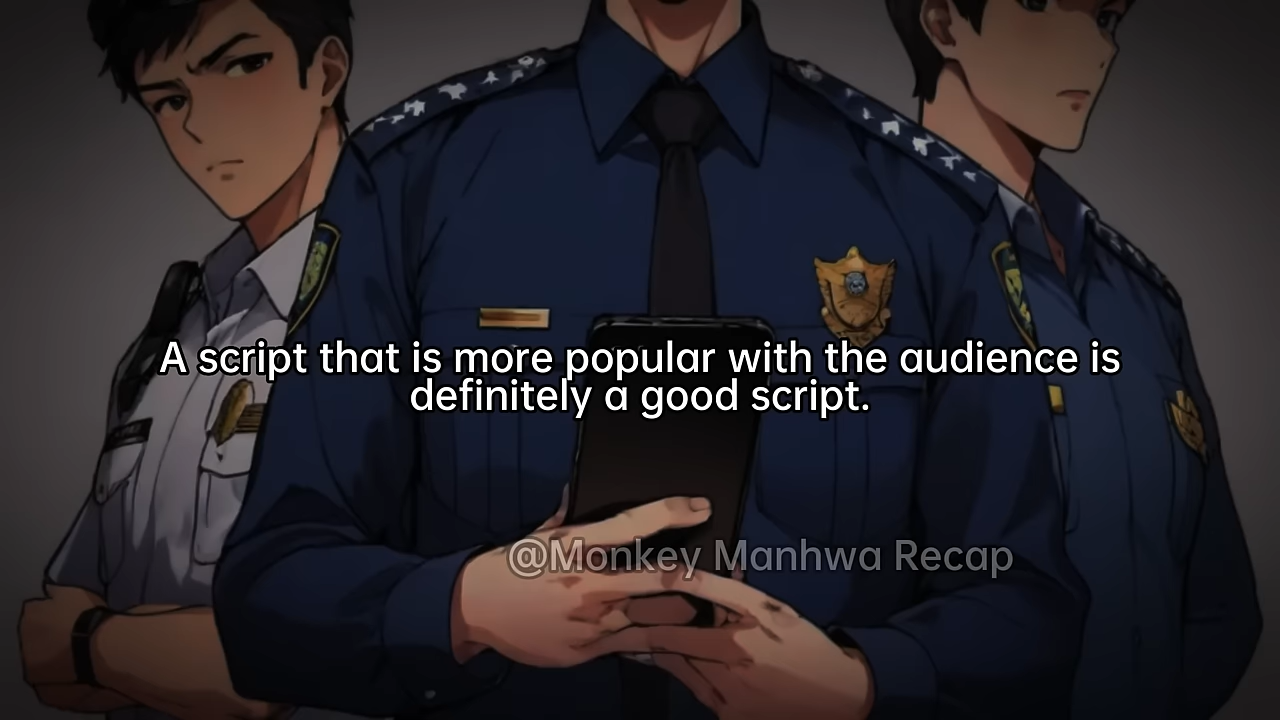 A script that is more popular with the audience is
definitely a good script.
@Monkey Manhwa Recap